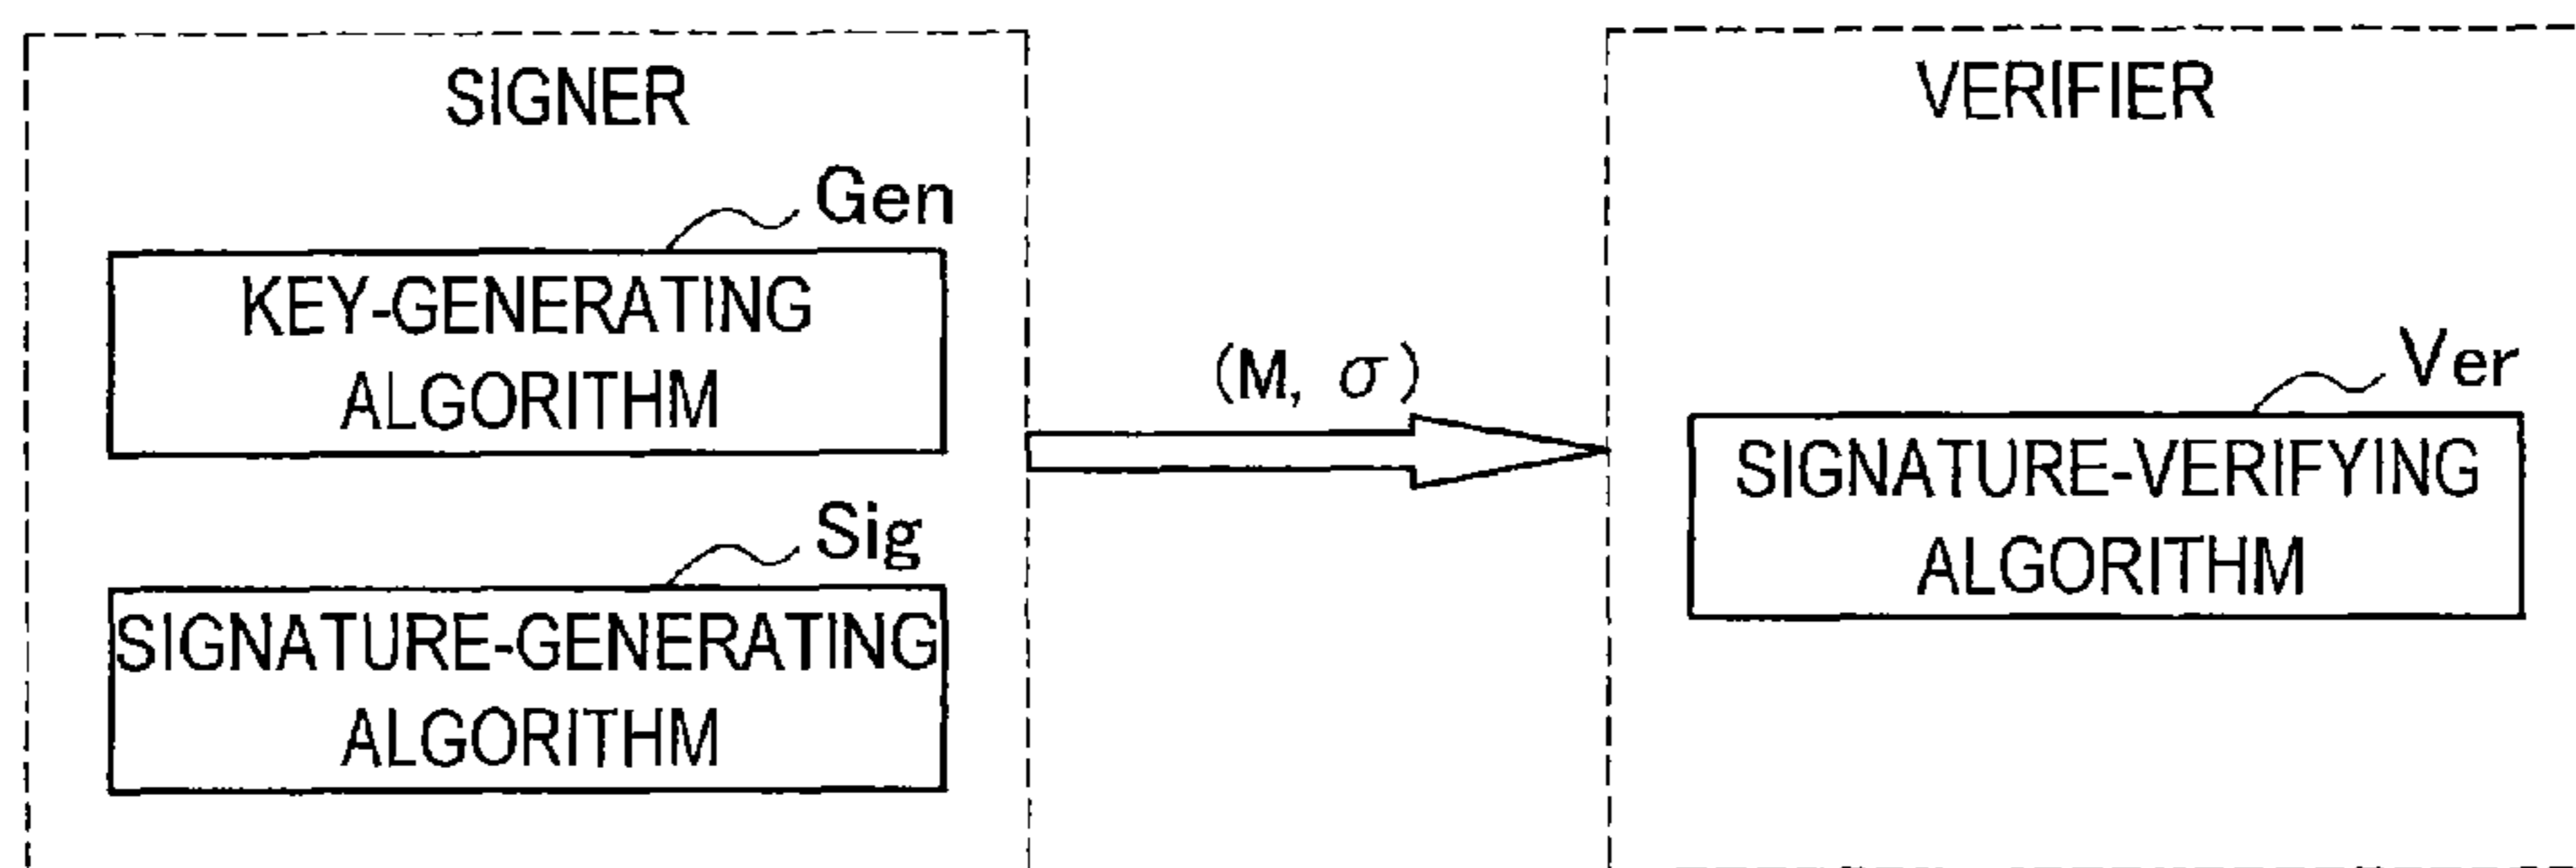 SIGNER
Gen
KEY-GENERATING
ALGORITHM
Sig
SIGNATURE-GENERATING
ALGORITHM
(M, σ)
VERIFIER
Ver
SIGNATURE-VERIFYING
ALGORITHM